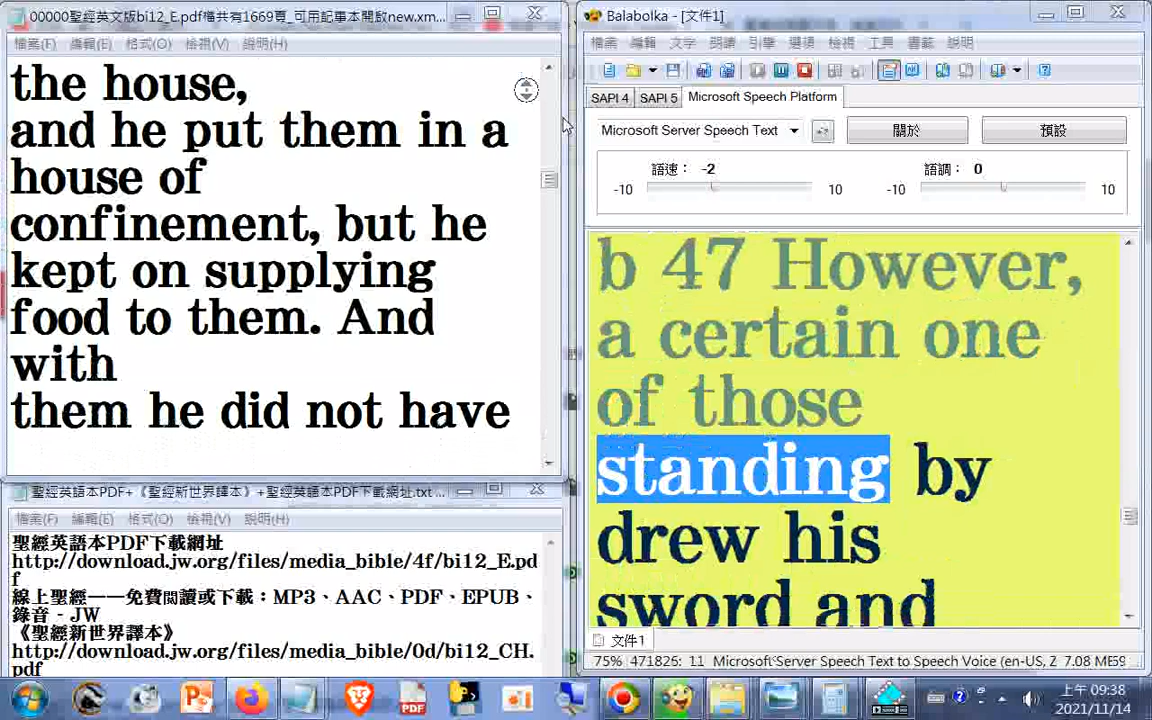 00000聖經英文版bi12_E.pdf檔共有1669頁_可用記事本開啟new.xm...
檔案(F) 編輯(E) 格式(O) 檢視(V) 說明(H)
the house,
and he put them in a
house of
confinement, but he
kept on supplying
food to them. And
with
them he did not have
聖經英語本PDF+《聖經新世界譯本》+聖經英語本PDF下載網址.txt ...
檔案(F) 編輯(E) 格式(O) 檢視(V) 說明(H)
聖經英語本PDF下載網址
http://download.jw.org/files/media_bible/4f/bi12_E.pd
f
線上聖經——免費閱讀或下載：MP3、AAC、PDF、EPUB、
錄音 - JW
《聖經新世界譯本》
http://download.jw.org/files/media_bible/0d/bi12_CH.
pdf
Balabolka - [文件1]
檔案 編輯 文字 朗讀 引擎 選項 檢視 工具 書籤 說明
SAPI 4 SAPI 5 Microsoft Speech Platform
Microsoft Server Speech Text 關於 預設
語速： -2 語調： 0
-10 10 -10 10
b 47 However,
a certain one
of those
standing by
drew his
sword and
文件1
75% 471825: 11 Microsoft Server Speech Text to Speech Voice (en-US, Z 7.08 ME59
上午 09:38
2021/11/14